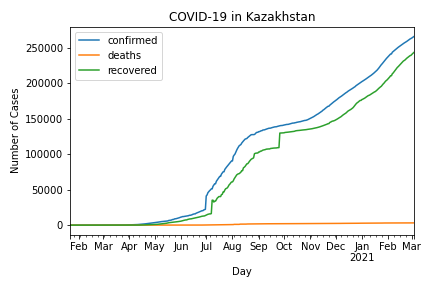 COVID-19 in Kazakhstan
confirmed
deaths
recovered
Number of Cases
250000
200000
150000
100000
50000
0
Feb Mar Apr May Jun Jul Aug Sep Oct Nov Dec Jan Feb Mar
2021
Day